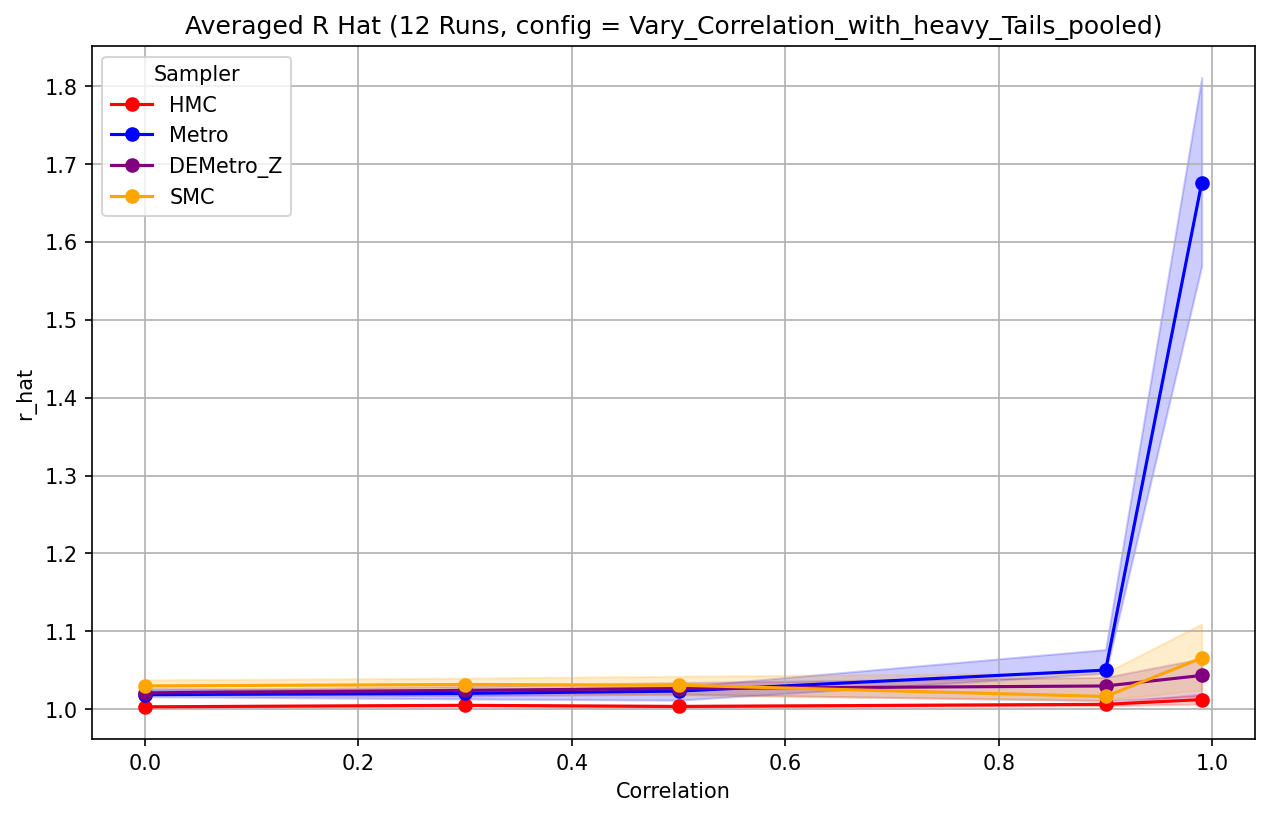 Averaged R Hat (12 Runs, config = Vary_Correlation_with_heavy_Tails_pooled)
Sampler
HMC
Metro
DEMetro_Z
SMC
1.8
1.7
1.6
1.5
1.4
1.3
1.2
1.1
1.0
r_hat
0.0 0.2 0.4 0.6 0.8 1.0
Correlation